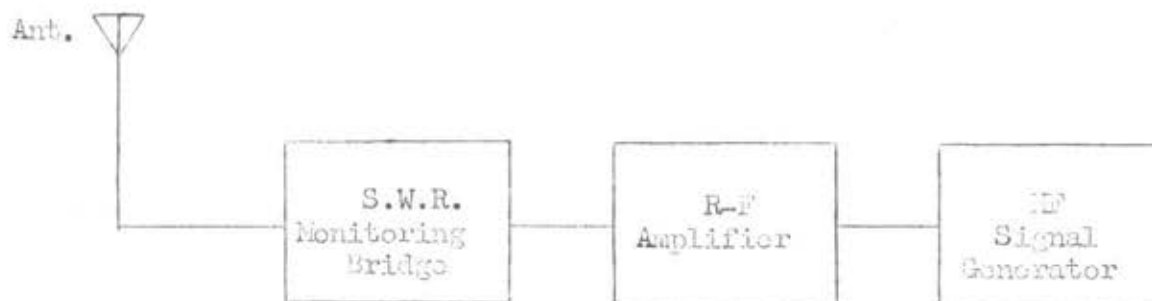 Ant.
S.W.R.
Monitoring
Bridge
R-F
Amplifier
Signal
Generator